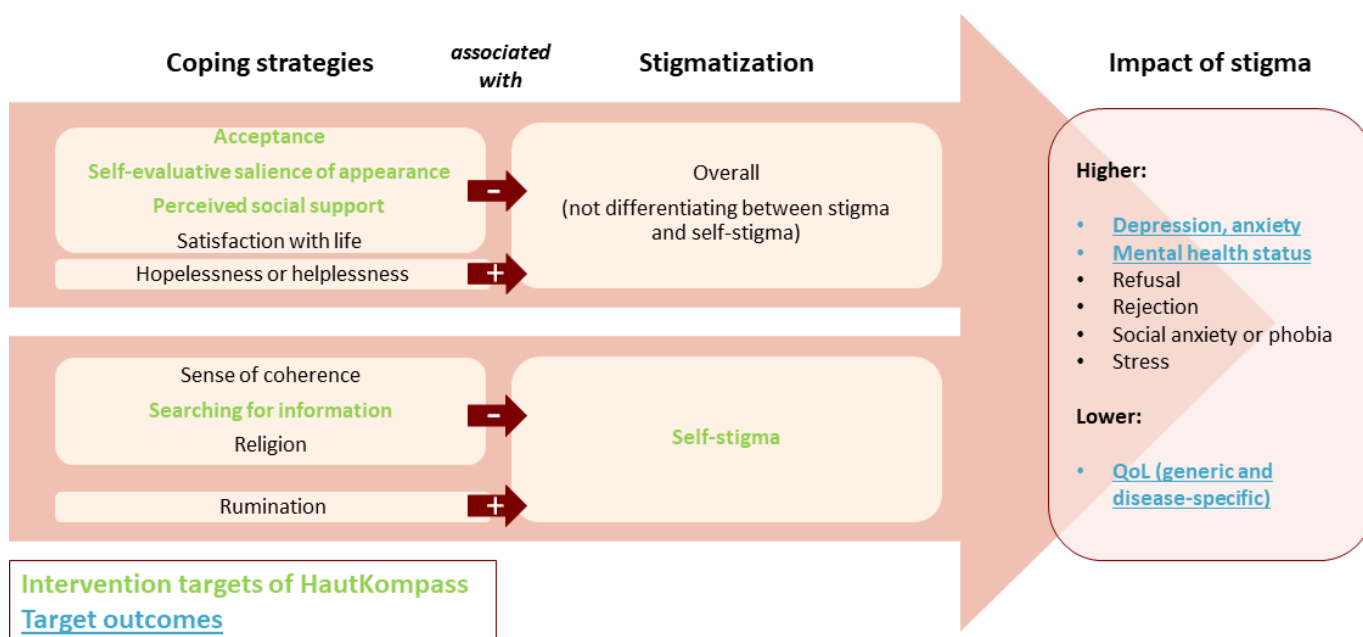 Coping strategies
associated
with
Stigmatization
Impact of stigma
Acceptance
Self-evaluative salience of appearance
Perceived social support
Satisfaction with life
-
Hopelessness or helplessness
+
Overall
(not differentiating between stigma
and self-stigma)
Sense of coherence
Searching for information
Religion
-
Rumination
+
Self-stigma
Higher:
• Depression, anxiety
• Mental health status
• Refusal
• Rejection
• Social anxiety or phobia
• Stress
Lower:
• QoL (generic and
disease-specific)
Intervention targets of HautKompass
Target outcomes